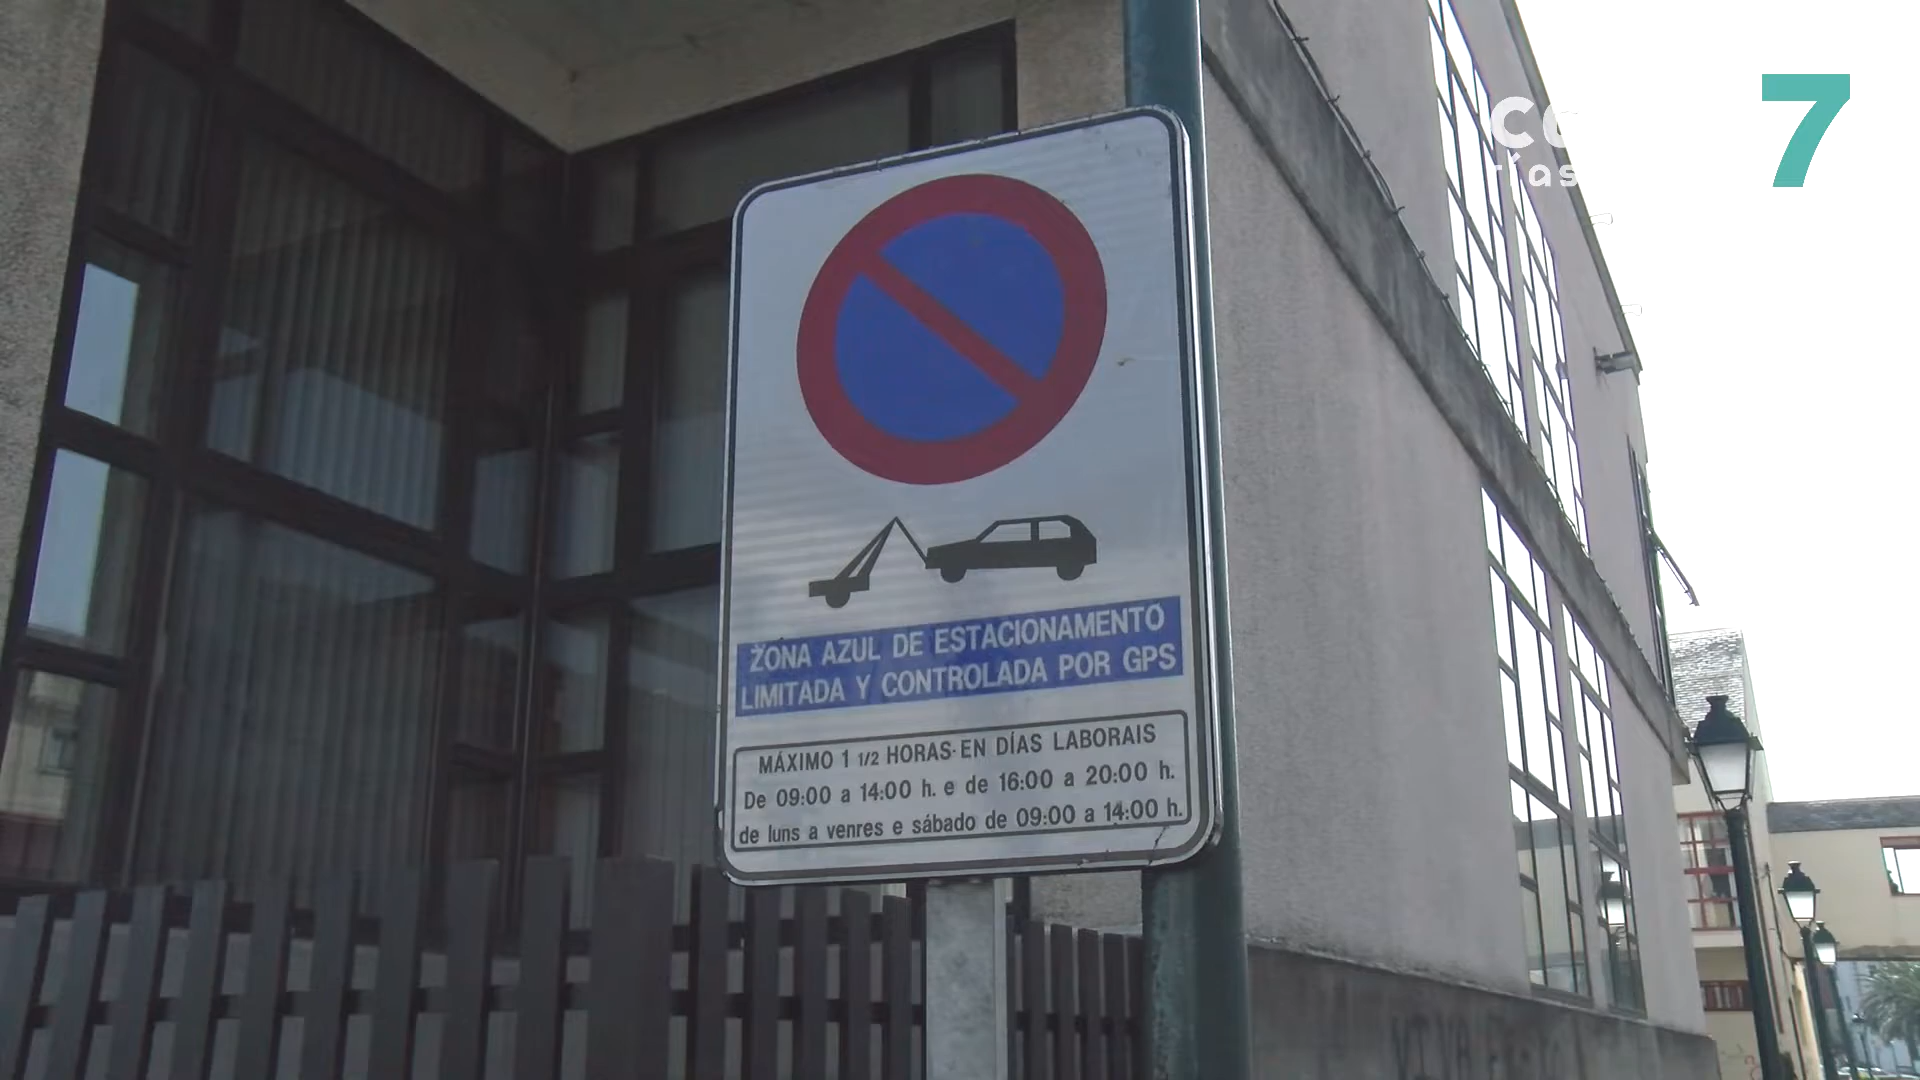 7
ZONA AZUL DE ESTACIONAMENTO
LIMITADA Y CONTROLADA POR GPS
MÁXIMO 1 1/2 HORAS EN DÍAS LABORAIS
De 09:00 a 14:00 h. e de 16:00 a 20:00 h.
de luns a venres e sábado de 09:00 a 14:00 h.